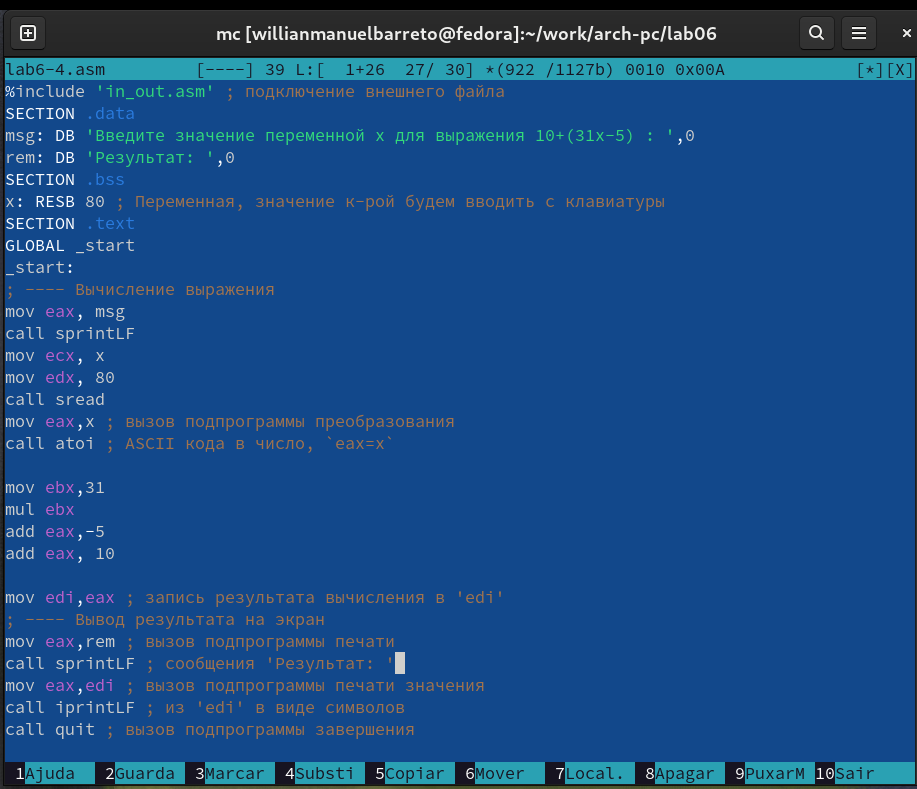 mc [willianmanuelbarreto@fedora]:~/work/arch-pc/lab06
lab6-4.asm [----] 39 L:[ 1+26 27/ 30] *(922 /1127b) 0010 0x00A [*][X]
%include 'in_out.asm' ; подключение внешнего файла
SECTION .data
msg: DB 'Введите значение переменной x для выражения 10+(31x-5) : ',0
rem: DB 'Результат: ',0
SECTION .bss
x: RESB 80 ; Переменная, значение к-рой будем вводить с клавиатуры
SECTION .text
GLOBAL _start
_start:
; ---- Вычисление выражения
mov eax, msg
call sprintLF
mov ecx, x
mov edx, 80
call sread
mov eax,x ; вызов подпрограммы преобразования
call atoi ; ASCII кода в число, `eax=x`
mov ebx,31
mul ebx
add eax,-5
add eax, 10
mov edi,eax ; запись результата вычисления в 'edi'
; ---- Вывод результата на экран
mov eax,rem ; вызов подпрограммы печати
call sprintLF ; сообщения 'Результат: '
mov eax,edi ; вызов подпрограммы печати значения
call iprintLF ; из 'edi' в виде символов
call quit ; вызов подпрограммы завершения
1Ajuda 2Guarda 3Marcar 4Substi 5Copiar 6Mover 7Local. 8Apagar 9PuxarM 10Sair